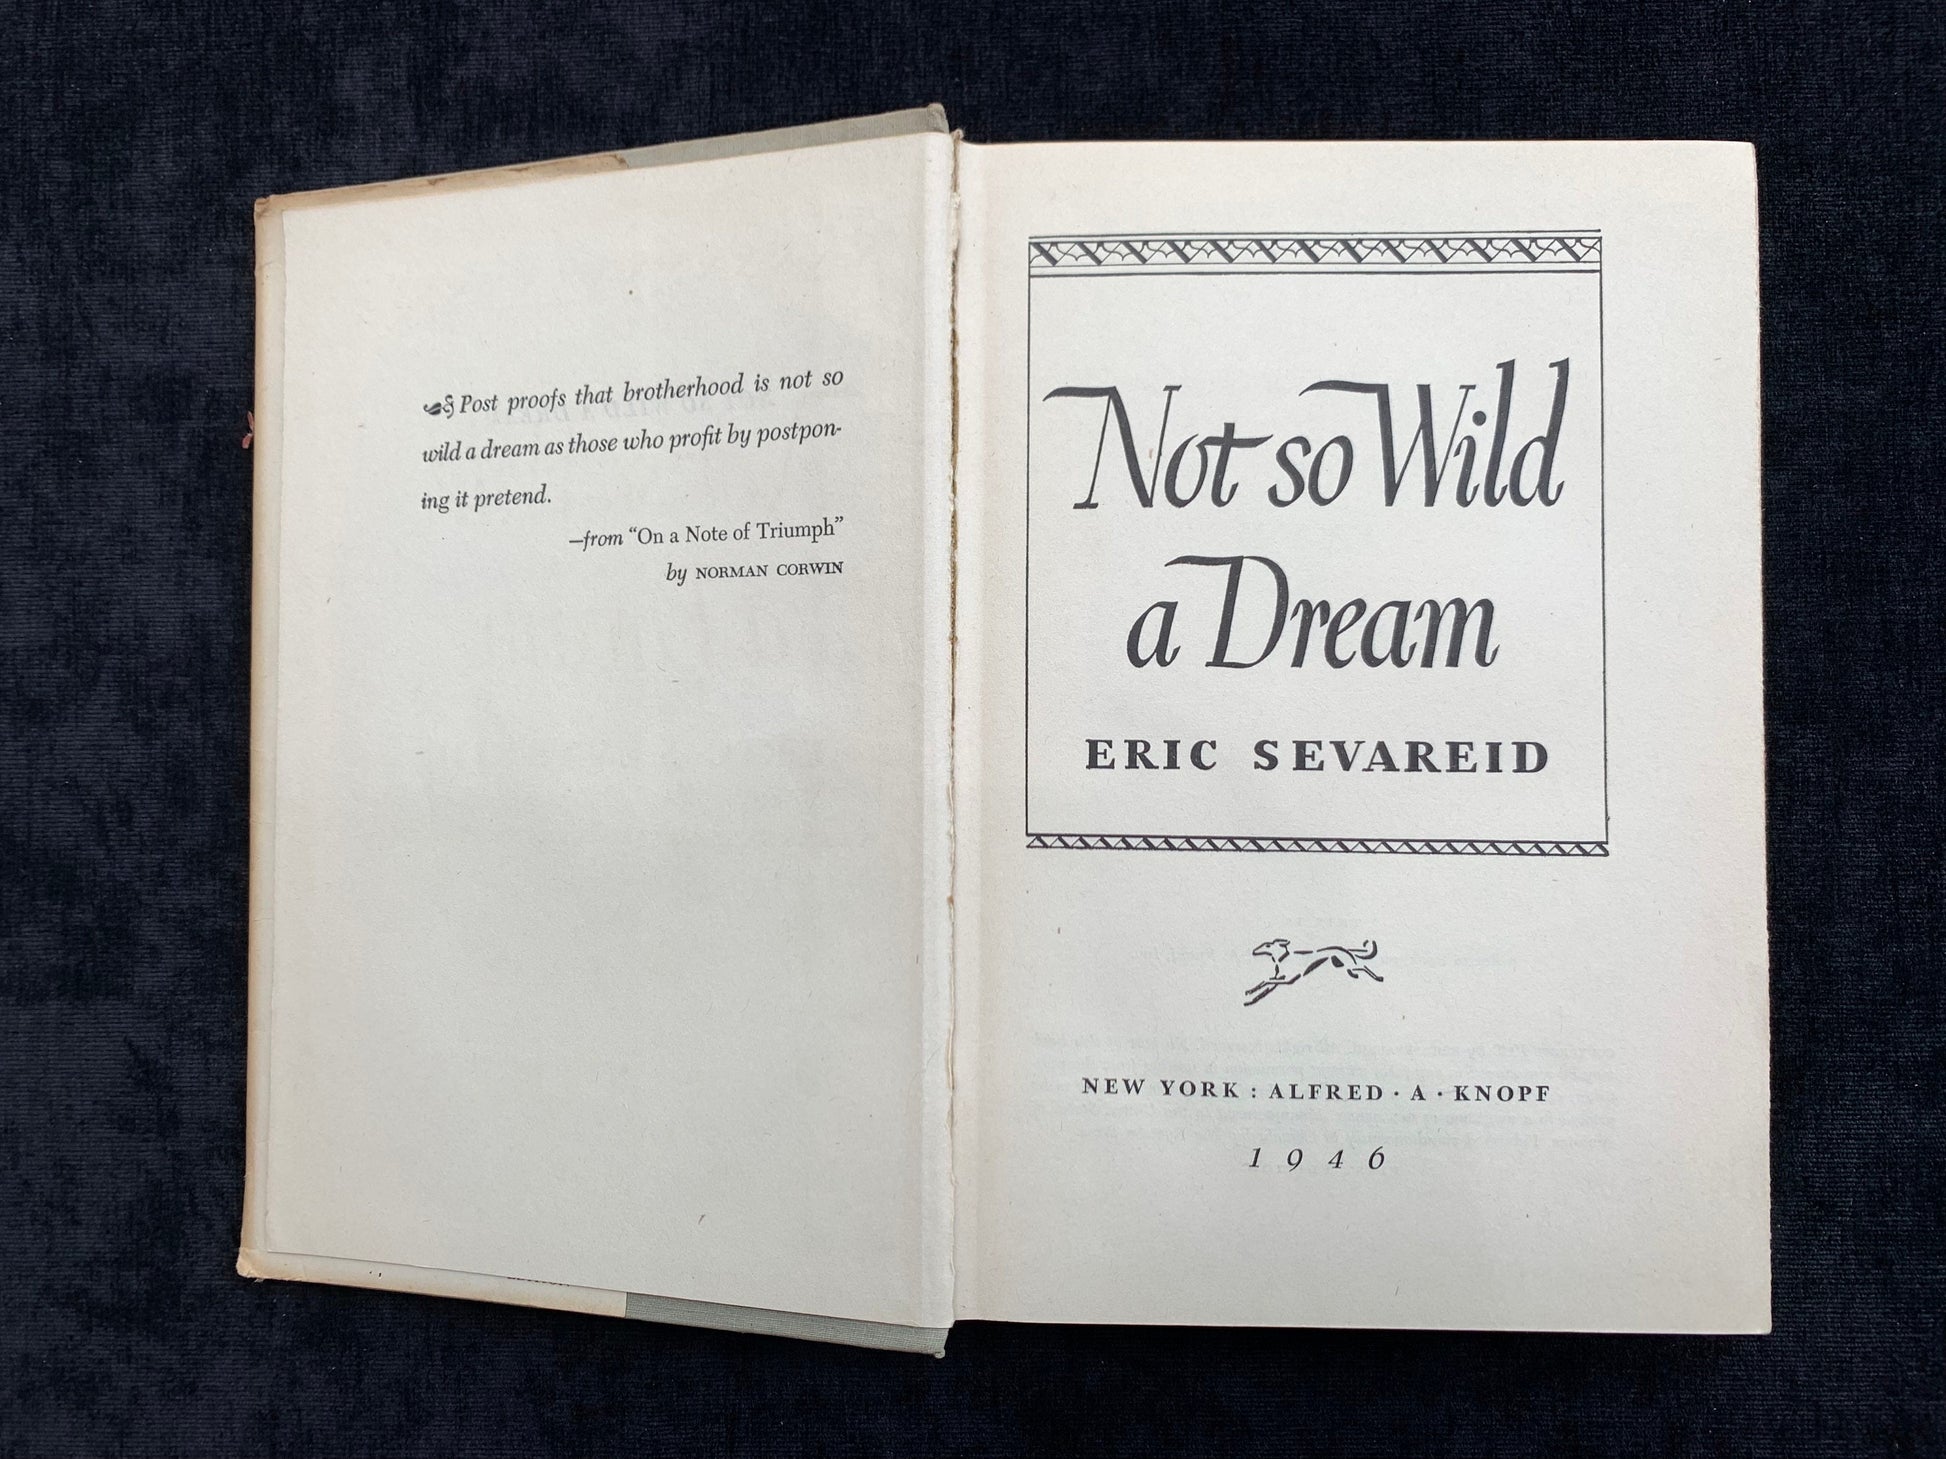 Post proofs that brotherhood is not so
wild a dream as those who profit by postpon-
ing it pretend.
—from “On a Note of Triumph”
by NORMAN CORWIN
Not so Wild
a Dream
ERIC SEVAREID
NEW YORK : ALFRED · A · KNOPF
1946